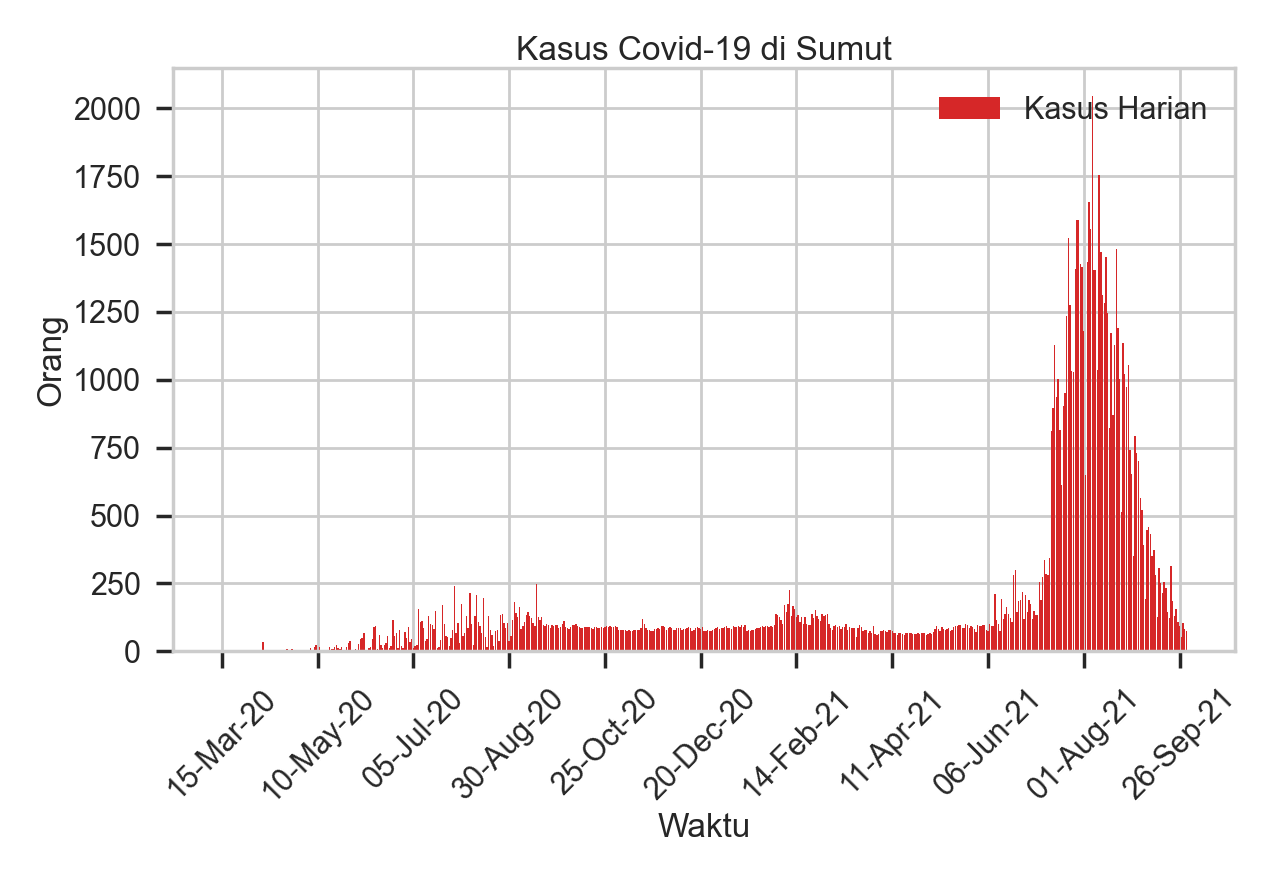 Kasus Covid-19 di Sumut
Kasus Harian
Orang
2000
1750
1500
1250
1000
750
500
250
0
15-Mar-20
10-May-20
05-Jul-20
30-Aug-20
25-Oct-20
20-Dec-20
14-Feb-21
11-Apr-21
06-Jun-21
01-Aug-21
26-Sep-21
Waktu